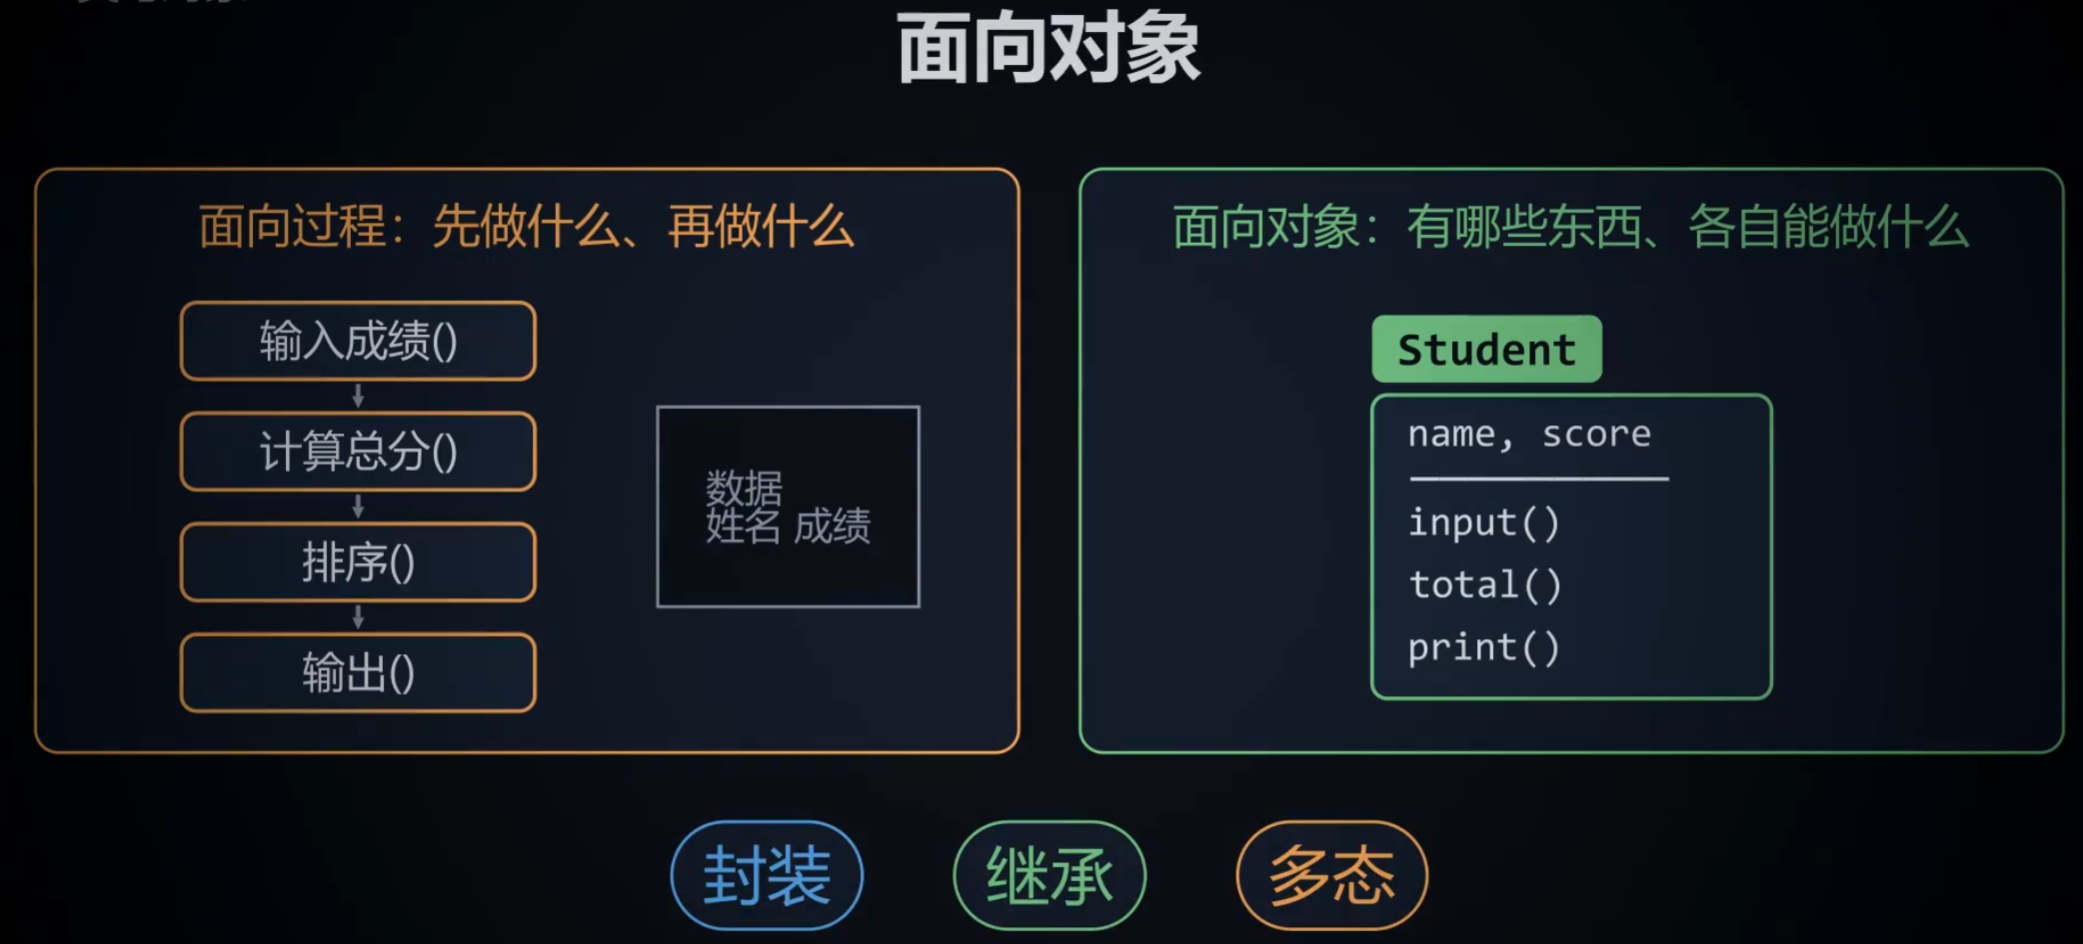 面向对象
面向过程：先做什么、再做什么
输入成绩()
计算总分()
排序()
输出()
数据
姓名 成绩
面向对象：有哪些东西、各自能做什么
Student
name, score
input()
total()
print()
封装
继承
多态